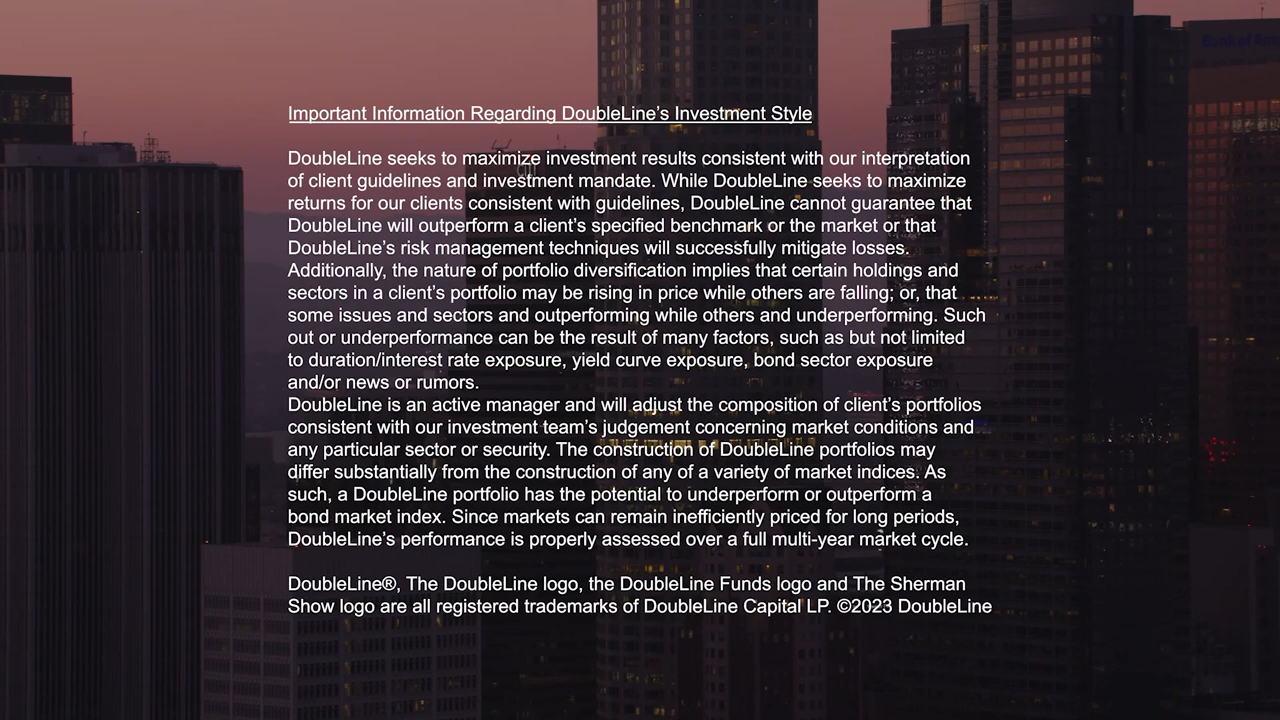 Important Information Regarding DoubleLine’s Investment Style
DoubleLine seeks to maximize investment results consistent with our interpretation
of client guidelines and investment mandate. While DoubleLine seeks to maximize
returns for our clients consistent with guidelines, DoubleLine cannot guarantee that
DoubleLine will outperform a client’s specified benchmark or the market or that
DoubleLine’s risk management techniques will successfully mitigate losses.
Additionally, the nature of portfolio diversification implies that certain holdings and
sectors in a client’s portfolio may be rising in price while others are falling; or, that
some issues and sectors and outperforming while others and underperforming. Such
out or underperformance can be the result of many factors, such as but not limited
to duration/interest rate exposure, yield curve exposure, bond sector exposure
and/or news or rumors.
DoubleLine is an active manager and will adjust the composition of client’s portfolios
consistent with our investment team’s judgement concerning market conditions and
any particular sector or security. The construction of DoubleLine portfolios may
differ substantially from the construction of any of a variety of market indices. As
such, a DoubleLine portfolio has the potential to underperform or outperform a
bond market index. Since markets can remain inefficiently priced for long periods,
DoubleLine’s performance is properly assessed over a full multi-year market cycle.
DoubleLine®, The DoubleLine logo, the DoubleLine Funds logo and The Sherman
Show logo are all registered trademarks of DoubleLine Capital LP. ©2023 DoubleLine